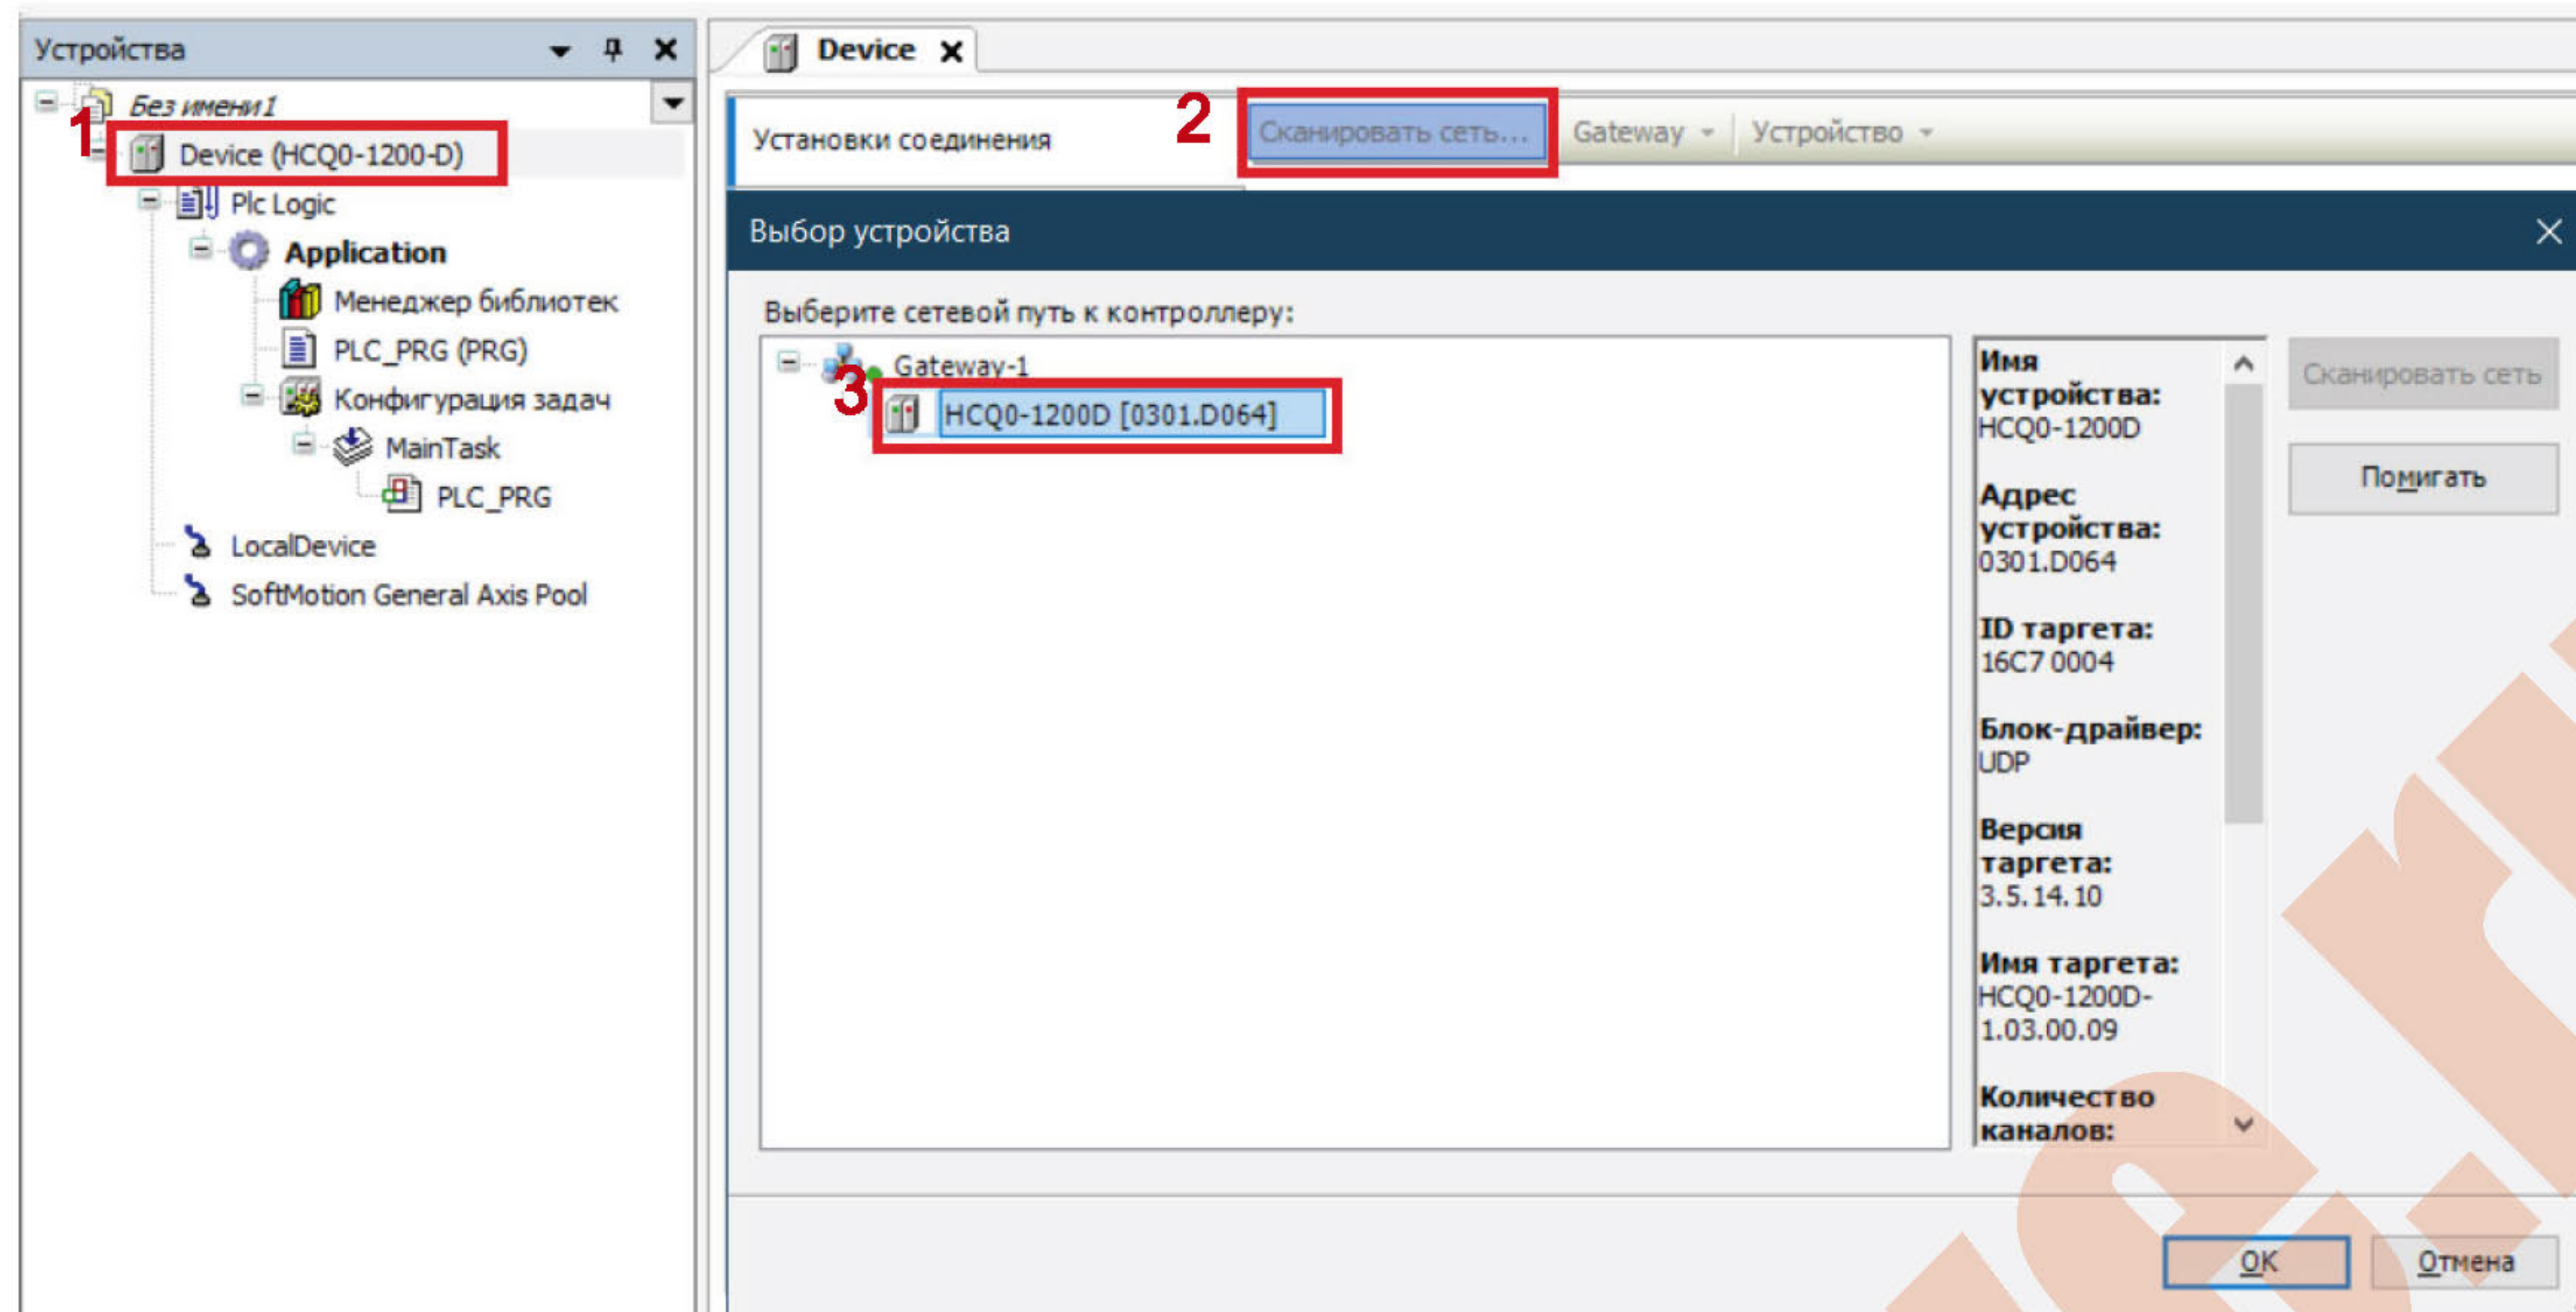 Устройства
Без имени1
1
Device (HCQ0-1200-D)
Plc Logic
Application
Менеджер библиотек
PLC_PRG (PRG)
Конфигурация задач
MainTask
PLC_PRG
LocalDevice
SoftMotion General Axis Pool
Device
Установки соединения
2
Сканировать сеть...
Gateway
Устройство
Выбор устройства
Выберите сетевой путь к контроллеру:
Gateway-1
3
HCQ0-1200D [0301.D064]
Имя
устройства:
HCQ0-1200D
Адрес
устройства:
0301.D064
ID таргета:
16C7 0004
Блок-драйвер:
UDP
Версия
таргета:
3.5.14.10
Имя таргета:
HCQ0-1200D-
1.03.00.09
Количество
каналов:
Сканировать сеть
Помигать
OK
Отмена